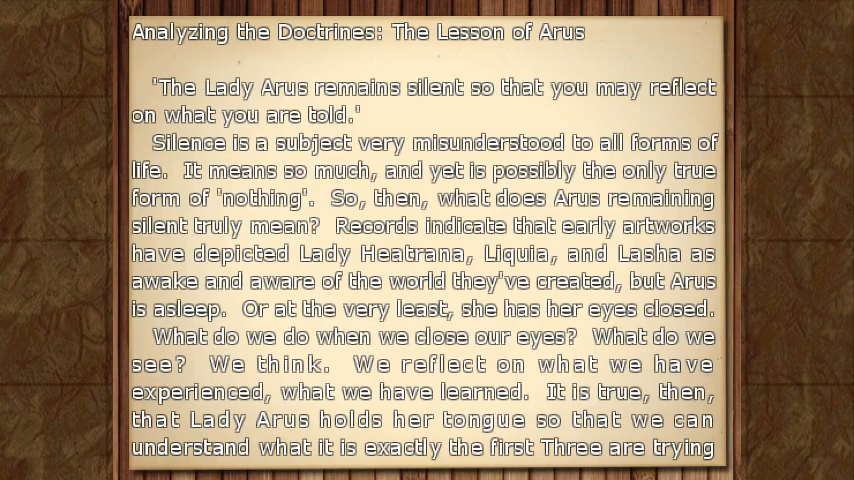 Analyzing the Doctrines: The Lesson of Arus
'The Lady Arus remains silent so that you may reflect
on what you are told.'
Silence is a subject very misunderstood to all forms of
life. It means so much, and yet is possibly the only true
form of 'nothing'. So, then, what does Arus remaining
silent truly mean? Records indicate that early artworks
have depicted Lady Heatrana, Liquia, and Lasha as
awake and aware of the world they've created, but Arus
is asleep. Or at the very least, she has her eyes closed.
What do we do when we close our eyes? What do we
see? We think. We reflect on what we have
experienced, what we have learned. It is true, then,
that Lady Arus holds her tongue so that we can
understand what it is exactly the first Three are trying